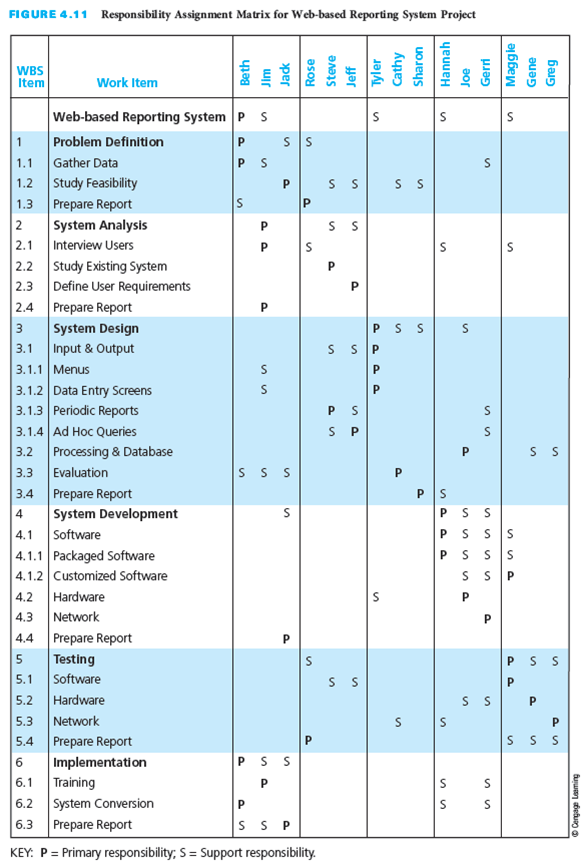 FIGURE 4.11 Responsibility Assignment Matrix for Web-based Reporting System Project
WBS Item Work Item Beth Jim Jack Rose Steve Jeff Tyler Cathy Sharon Hannah Joe Gerri Maggie Gene Greg
Web-based Reporting System P S S S S
1 Problem Definition P S S
1.1 Gather Data P S S
1.2 Study Feasibility P S S S S
1.3 Prepare Report S P
2 System Analysis P S S
2.1 Interview Users P S S S
2.2 Study Existing System P
2.3 Define User Requirements P
2.4 Prepare Report P
3 System Design P S S S
3.1 Input & Output S S P
3.1.1 Menus S P
3.1.2 Data Entry Screens S P
3.1.3 Periodic Reports P S S
3.1.4 Ad Hoc Queries S P S
3.2 Processing & Database P S S
3.3 Evaluation S S S P
3.4 Prepare Report P S
4 System Development S P S S
4.1 Software P S S S
4.1.1 Packaged Software P S S S
4.1.2 Customized Software S S P
4.2 Hardware S P
4.3 Network P
4.4 Prepare Report P
5 Testing S P S S
5.1 Software S S P
5.2 Hardware S S P
5.3 Network S S P
5.4 Prepare Report P S S S
6 Implementation P S S
6.1 Training P S S
6.2 System Conversion P S S
6.3 Prepare Report S S P
© Cengage Learning
KEY: P = Primary responsibility; S = Support responsibility.